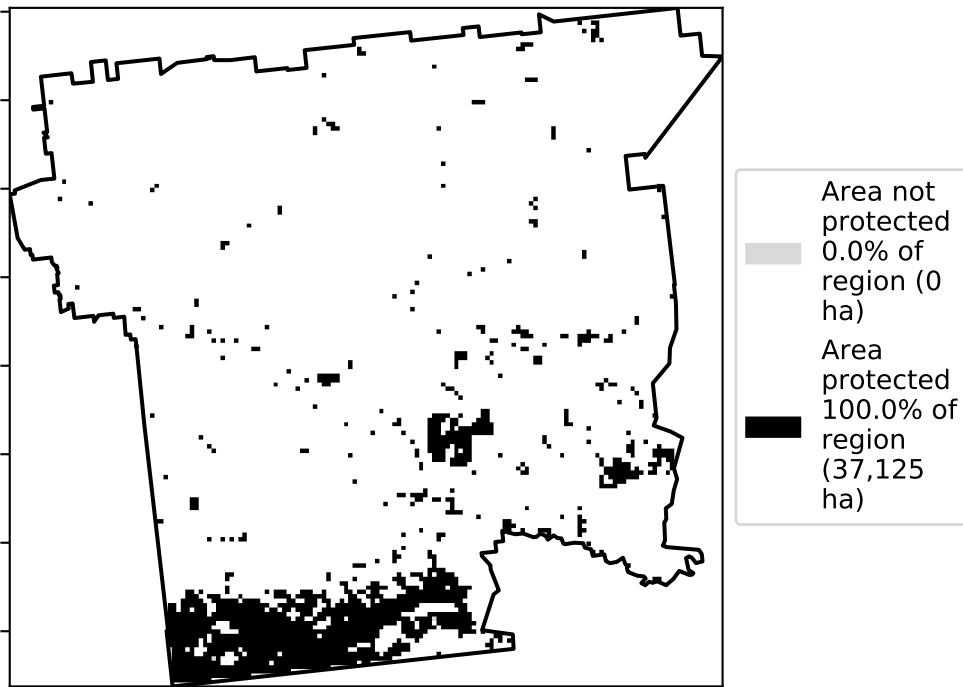 Area not
protected
0.0% of
region (0
ha)
Area
protected
100.0% of
region
(37,125
ha)